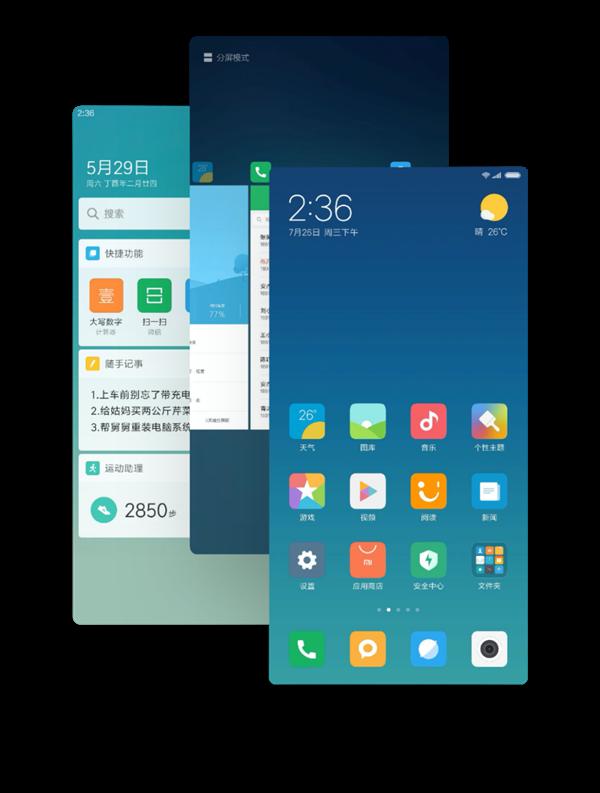 2:36
5月29日
周六 丁酉年二月廿四
搜索
快捷功能
壹
大写数字
计算器
扫一扫
微信
随手记事
1.上车前别忘了带充电
2.给姑妈买两公斤芹菜
3.帮舅舅重装电脑系统
运动助理
2850步
分屏模式
77%
2:36
7月26日 周三下午
晴 26℃
26°
天气
图库
音乐
个性主题
游戏
视频
阅读
新闻
设置
应用商店
安全中心
文件夹